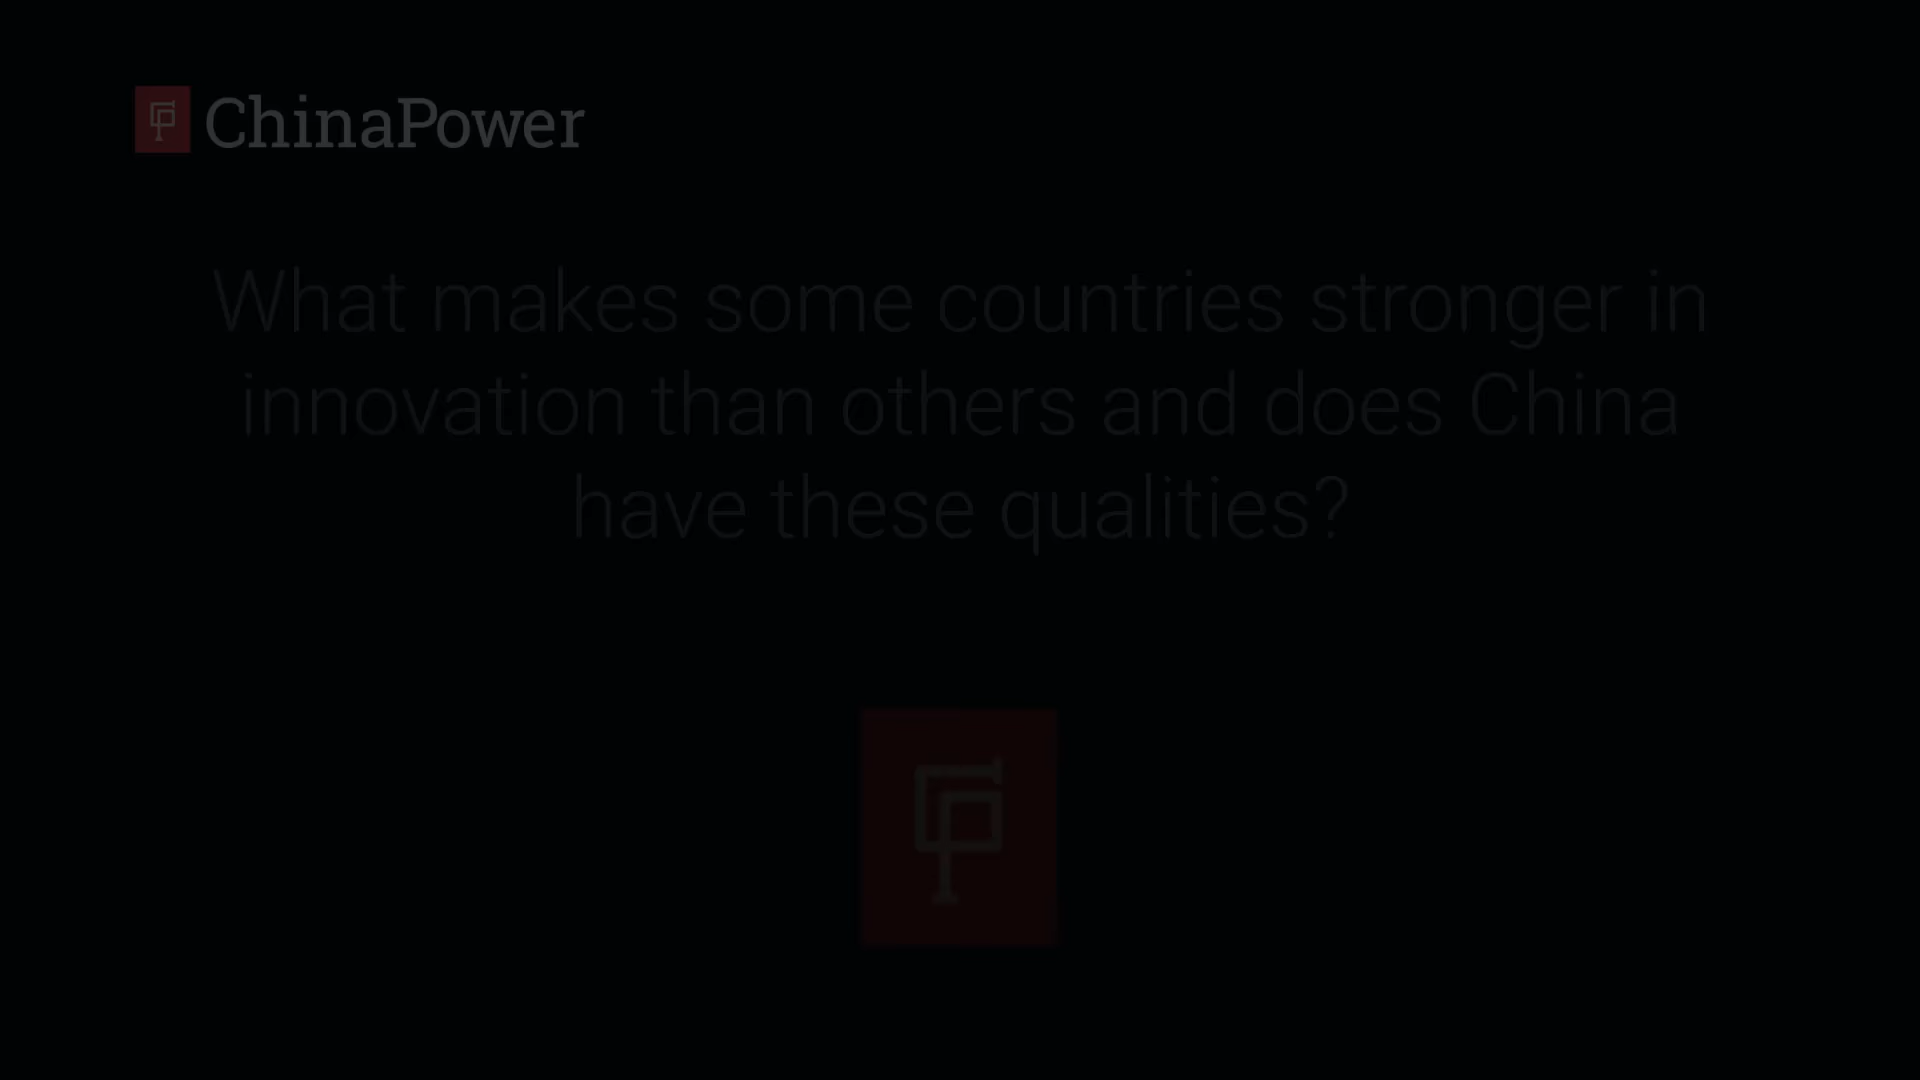 ChinaPower
What makes some countries stronger in
innovation than others and does China
have these qualities?